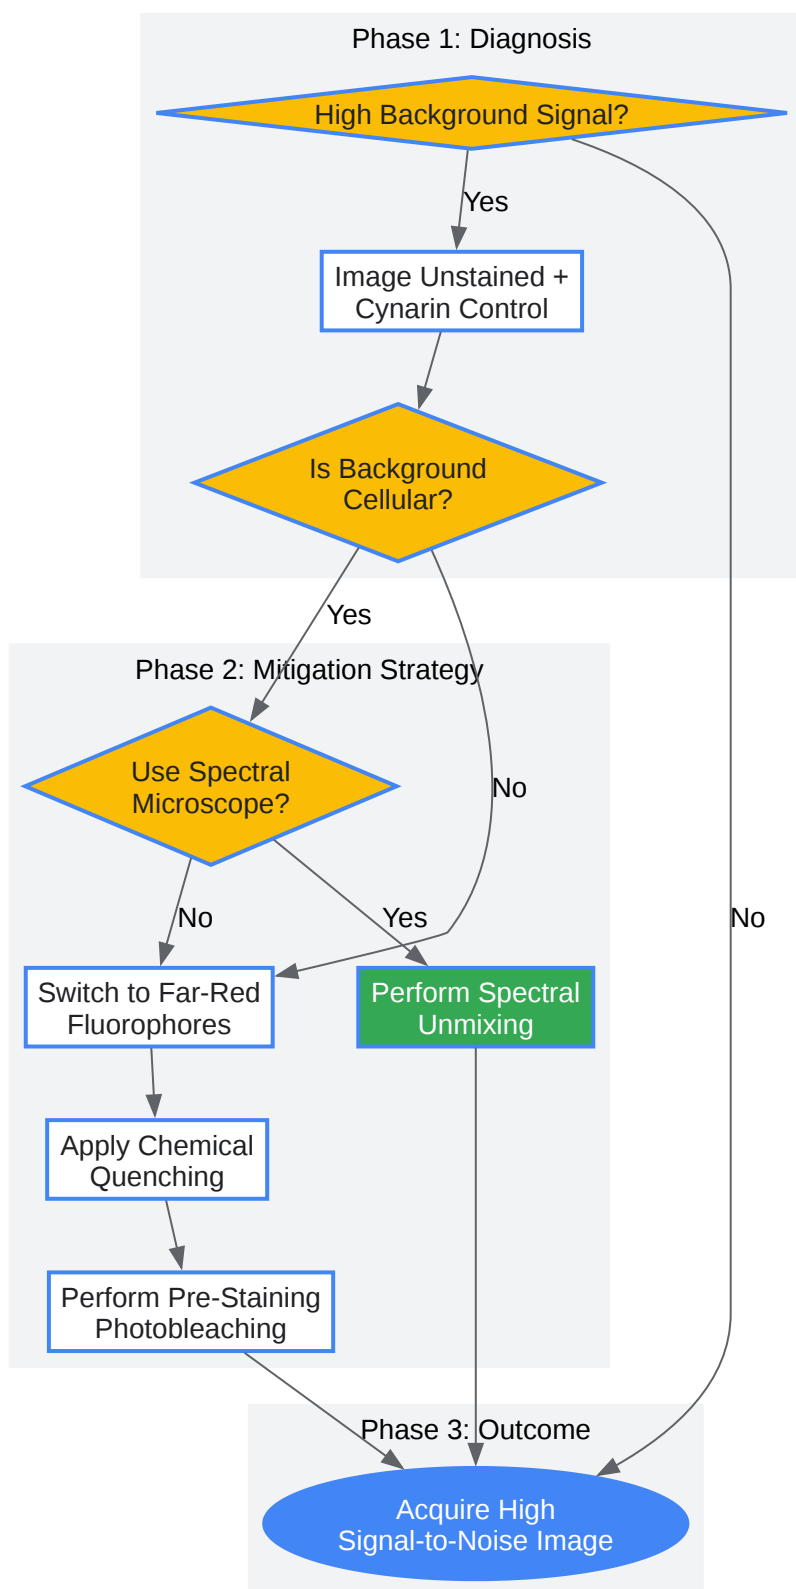 Phase 1: Diagnosis
High Background Signal?
Yes
Image Unstained +
Cynarin Control
Is Background
Cellular?
Yes
Phase 2: Mitigation Strategy
Use Spectral
Microscope?
No
No
Yes
No
Switch to Far-Red
Fluorophores
Perform Spectral
Unmixing
Apply Chemical
Quenching
Perform Pre-Staining
Photobleaching
Phase 3: Outcome
Acquire High
Signal-to-Noise Image